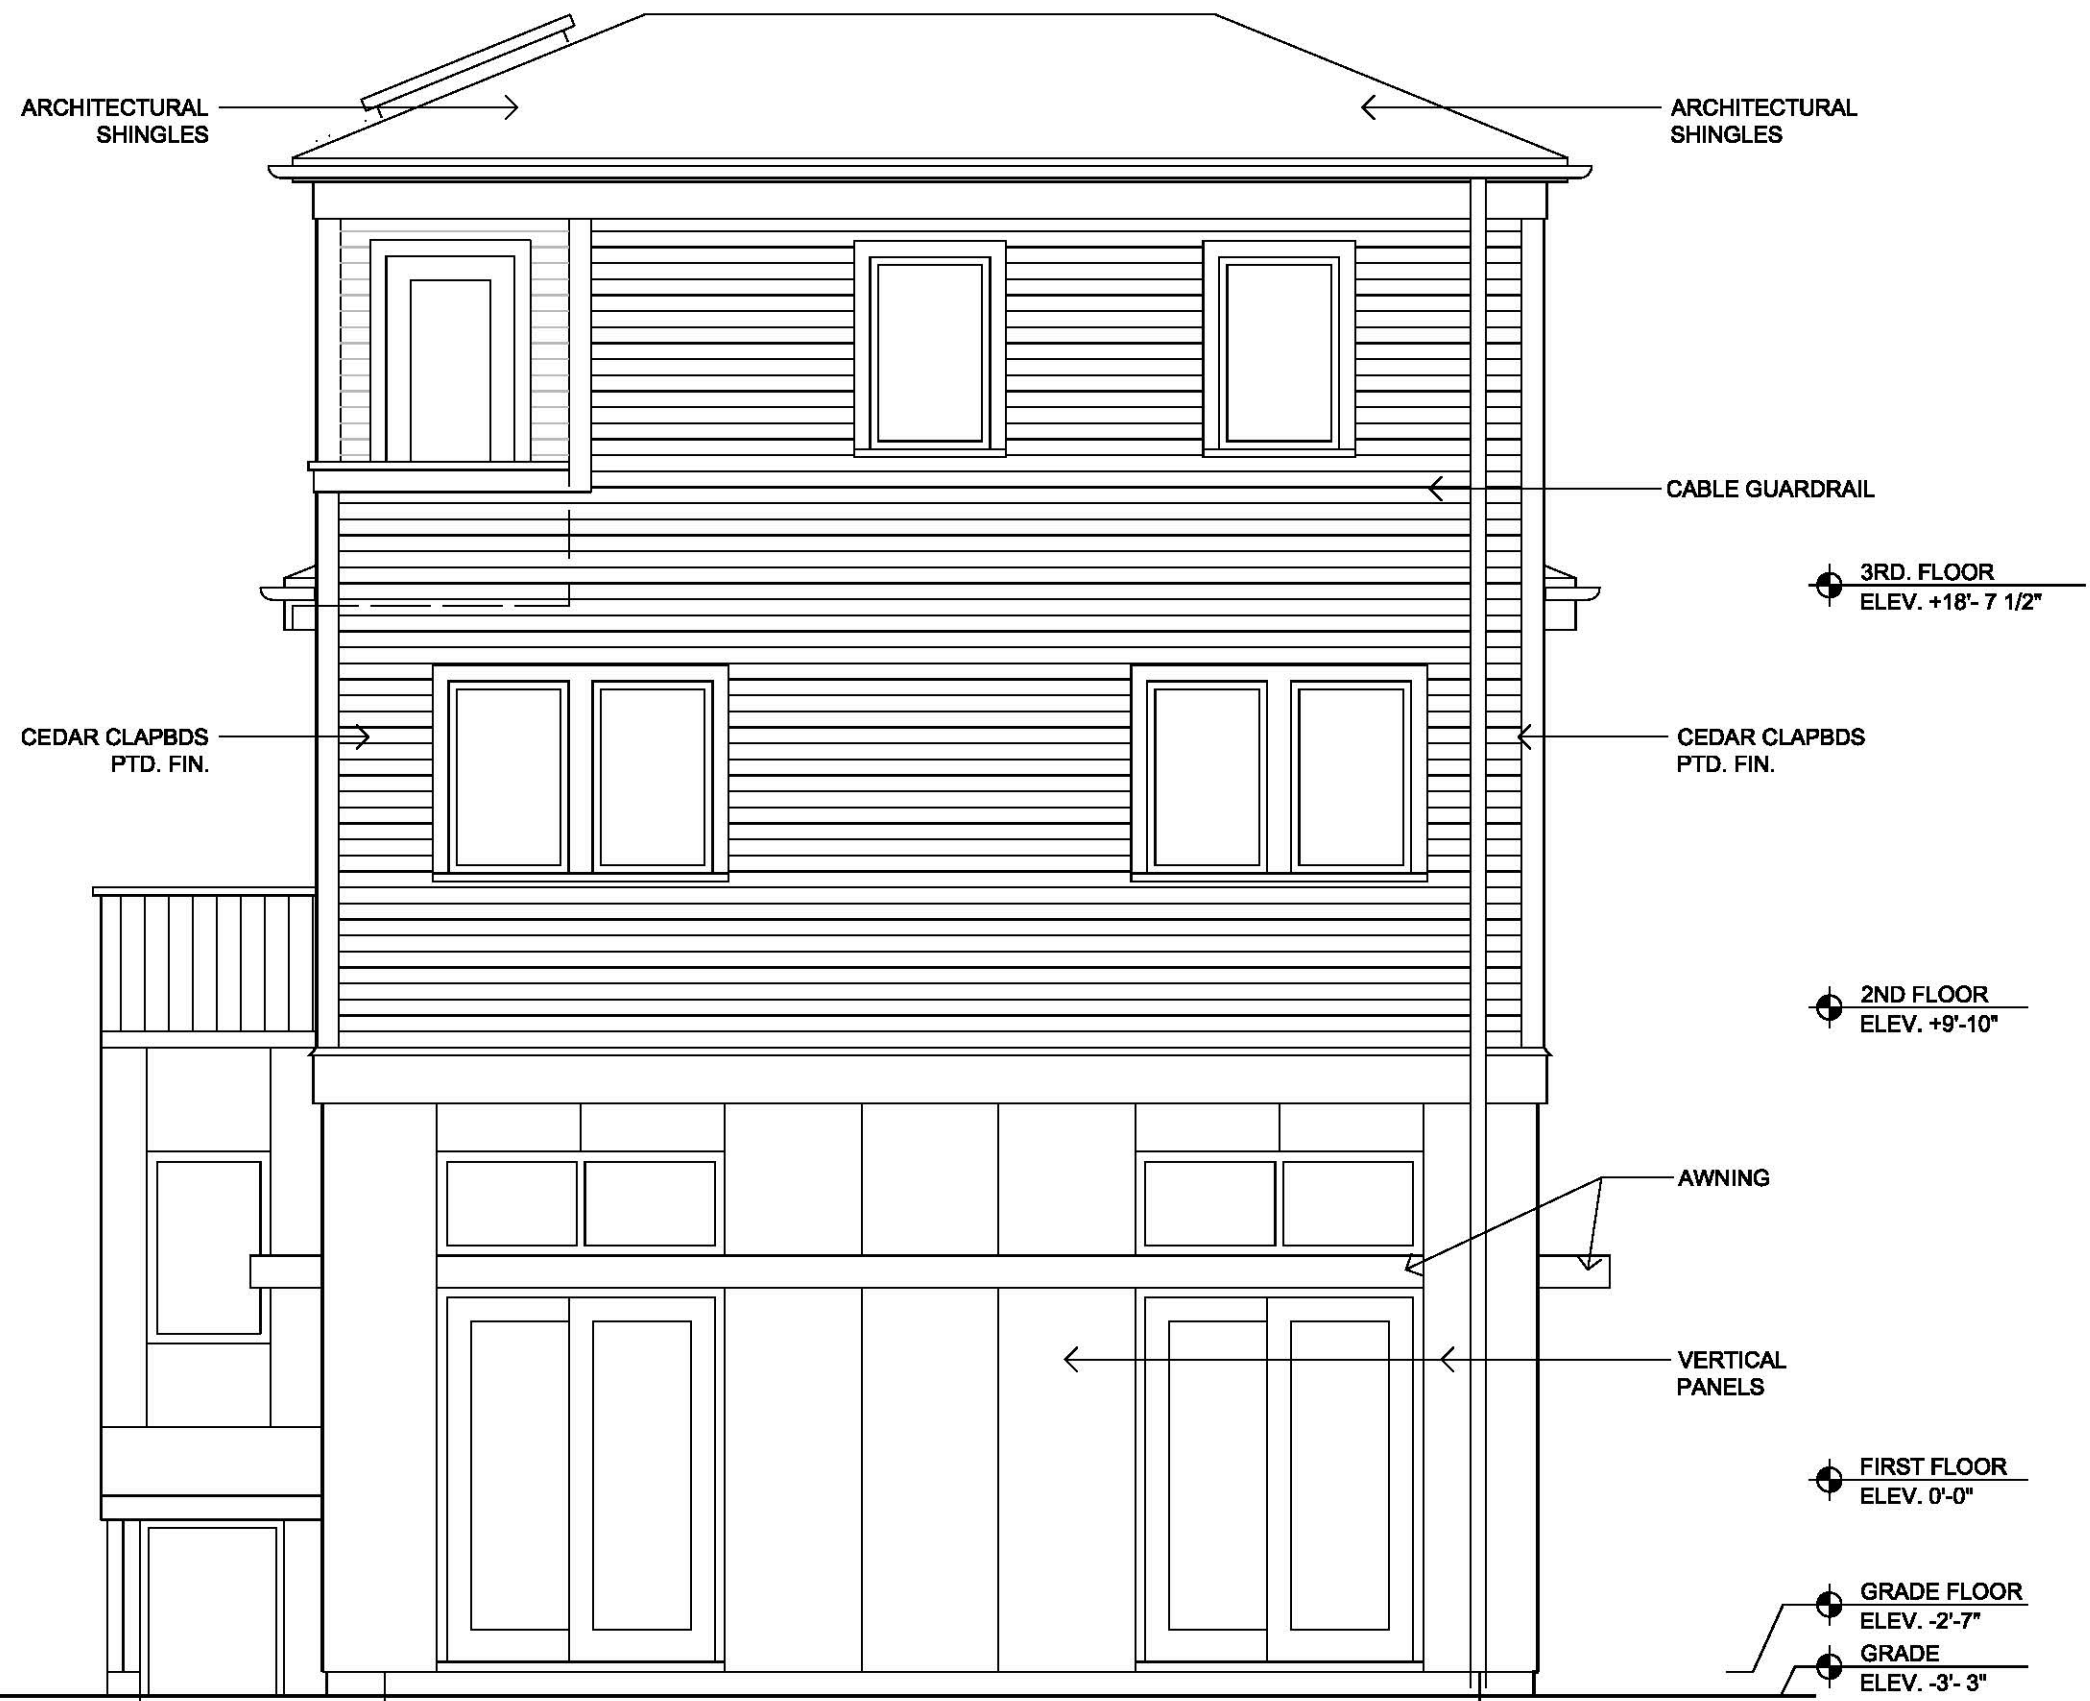 ARCHITECTURAL
SHINGLES
ARCHITECTURAL
SHINGLES
CABLE GUARDRAIL
3RD. FLOOR
ELEV. +18'- 7 1/2"
CEDAR CLAPBDS
PTD. FIN.
CEDAR CLAPBDS
PTD. FIN.
2ND FLOOR
ELEV. +9'-10"
AWNING
VERTICAL
PANELS
FIRST FLOOR
ELEV. 0'-0"
GRADE FLOOR
ELEV. -2'-7"
GRADE
ELEV. -3'- 3"